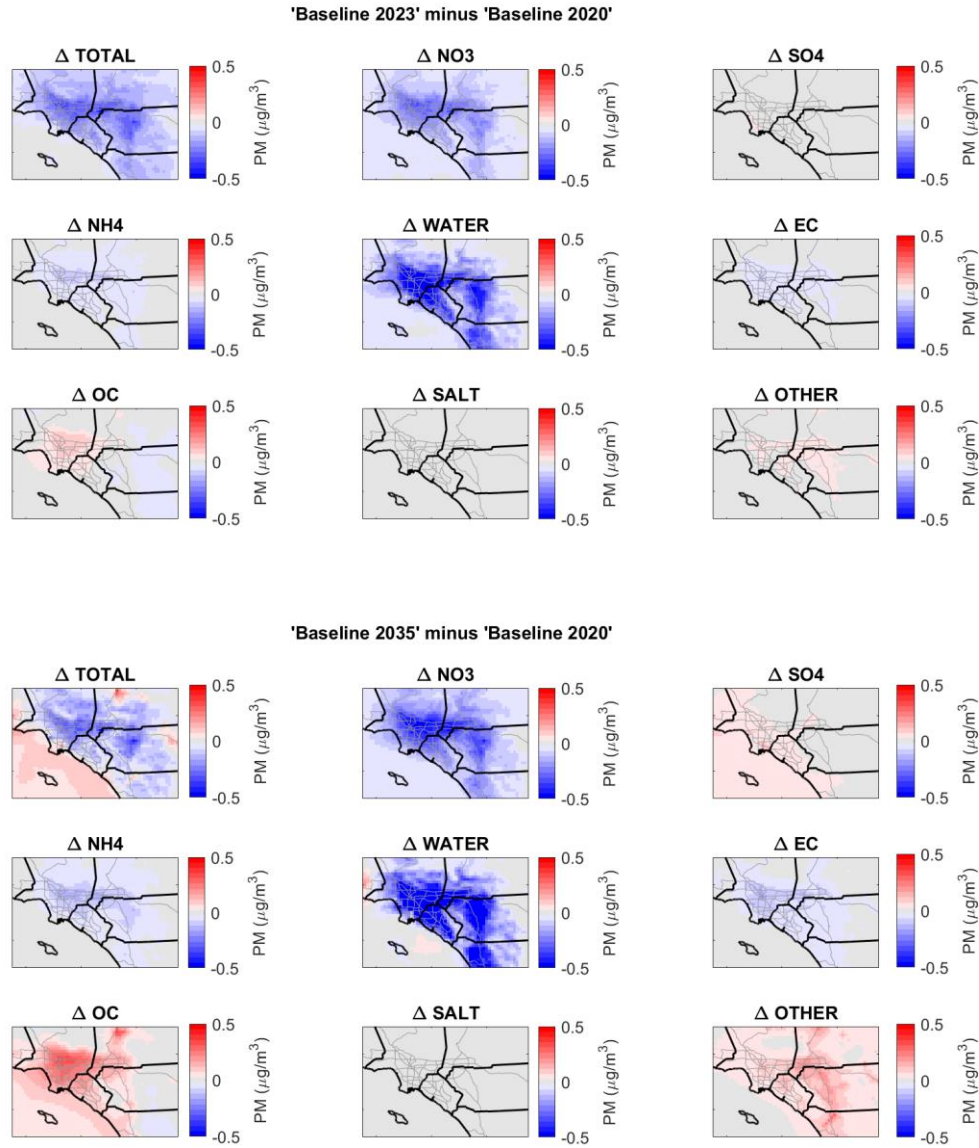 'Baseline 2023' minus 'Baseline 2020'
Δ TOTAL
0.5
0
-0.5
PM (μg/m³)
Δ NO3
0.5
0
-0.5
PM (μg/m³)
Δ SO4
0.5
0
-0.5
PM (μg/m³)
Δ NH4
0.5
0
-0.5
PM (μg/m³)
Δ WATER
0.5
0
-0.5
PM (μg/m³)
Δ EC
0.5
0
-0.5
PM (μg/m³)
Δ OC
0.5
0
-0.5
PM (μg/m³)
Δ SALT
0.5
0
-0.5
PM (μg/m³)
Δ OTHER
0.5
0
-0.5
PM (μg/m³)
'Baseline 2035' minus 'Baseline 2020'
Δ TOTAL
0.5
0
-0.5
PM (μg/m³)
Δ NO3
0.5
0
-0.5
PM (μg/m³)
Δ SO4
0.5
0
-0.5
PM (μg/m³)
Δ NH4
0.5
0
-0.5
PM (μg/m³)
Δ WATER
0.5
0
-0.5
PM (μg/m³)
Δ EC
0.5
0
-0.5
PM (μg/m³)
Δ OC
0.5
0
-0.5
PM (μg/m³)
Δ SALT
0.5
0
-0.5
PM (μg/m³)
Δ OTHER
0.5
0
-0.5
PM (μg/m³)